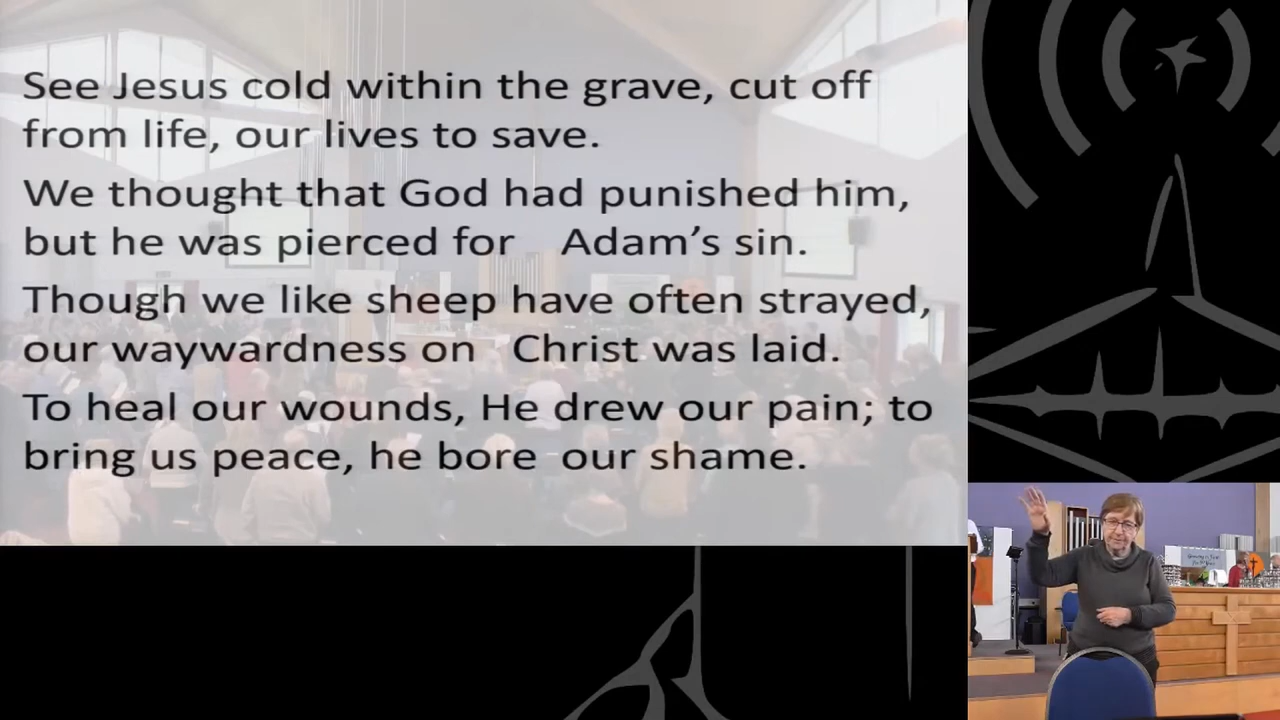 See Jesus cold within the grave, cut off
from life, our lives to save.
We thought that God had punished him,
but he was pierced for Adam’s sin.
Though we like sheep have often strayed,
our waywardness on Christ was laid.
To heal our wounds, He drew our pain; to
bring us peace, he bore our shame.